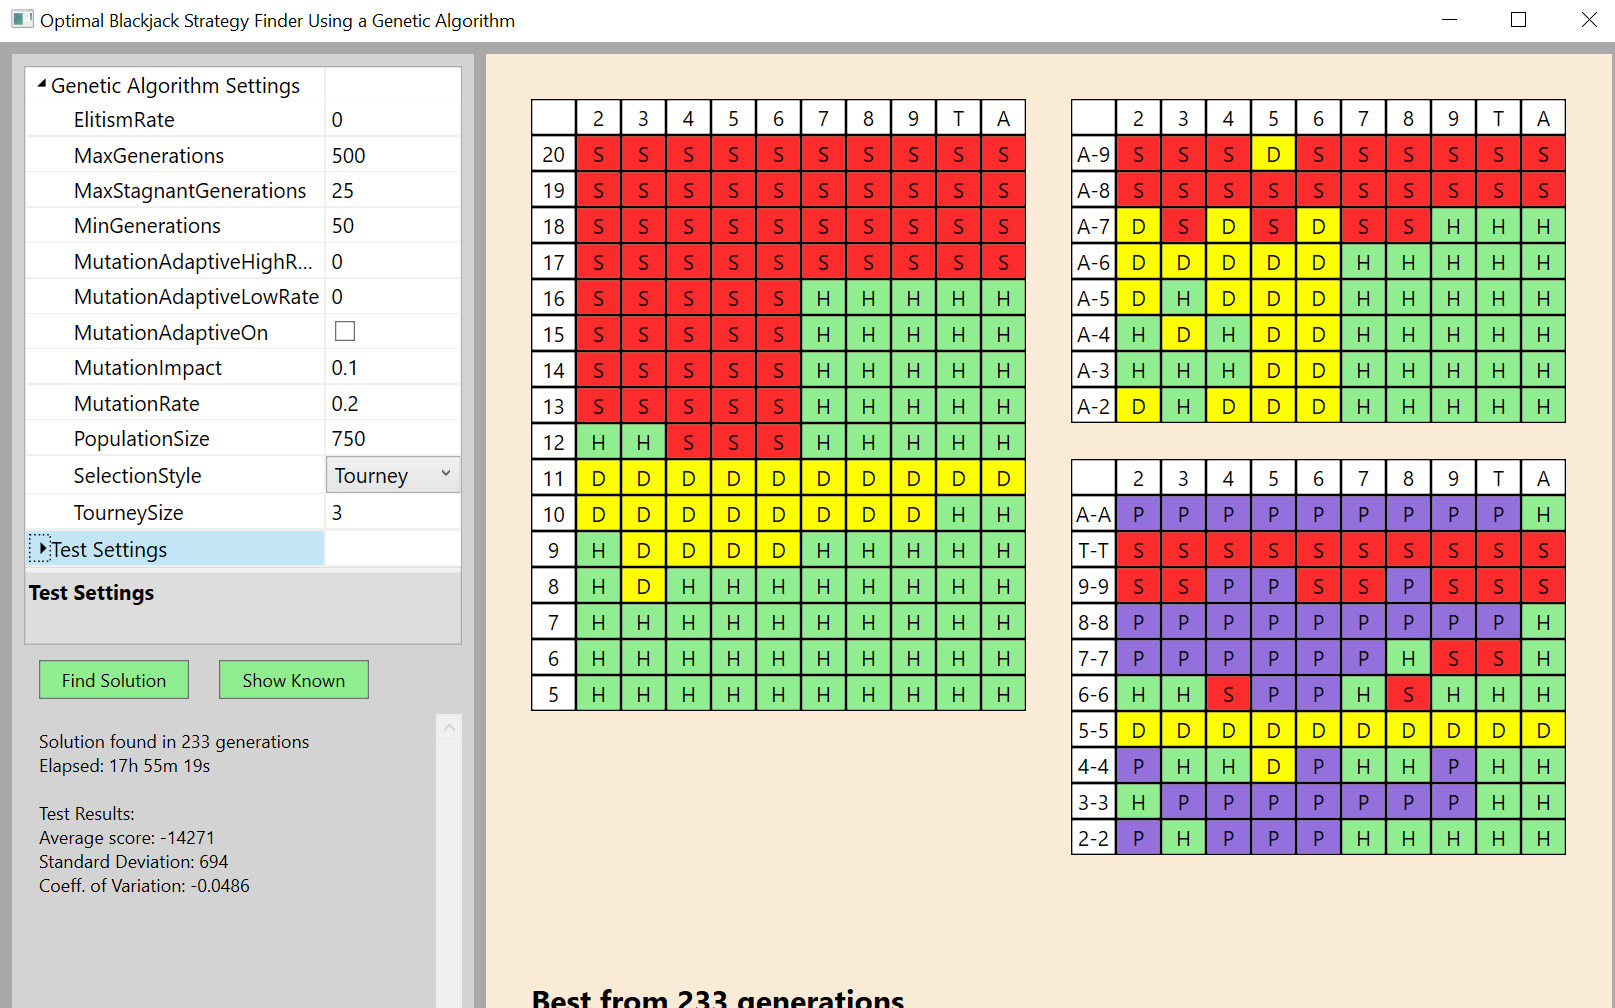 Optimal Blackjack Strategy Finder Using a Genetic Algorithm
Genetic Algorithm Settings
ElitismRate 0
MaxGenerations 500
MaxStagnantGenerations 25
MinGenerations 50
MutationAdaptiveHighR... 0
MutationAdaptiveLowRate 0
MutationAdaptiveOn
MutationImpact 0.1
MutationRate 0.2
PopulationSize 750
SelectionStyle Tourney
TourneySize 3
Test Settings
Test Settings
Find Solution Show Known
Solution found in 233 generations
Elapsed: 17h 55m 19s
Test Results:
Average score: -14271
Standard Deviation: 694
Coeff. of Variation: -0.0486
2 3 4 5 6 7 8 9 T A
20 S S S S S S S S S S
19 S S S S S S S S S S
18 S S S S S S S S S S
17 S S S S S S S S S S
16 S S S S S H H H H H
15 S S S S S H H H H H
14 S S S S S H H H H H
13 S S S S S H H H H H
12 H H S S S H H H H H
11 D D D D D D D D D D
10 D D D D D D D D H H
9 H D D D D H H H H H
8 H D H H H H H H H H
7 H H H H H H H H H H
6 H H H H H H H H H H
5 H H H H H H H H H H
2 3 4 5 6 7 8 9 T A
A-9 S S S D S S S S S S
A-8 S S S S S S S S S S
A-7 D S D S D S S H H H
A-6 D D D D D H H H H H
A-5 D H D D D H H H H H
A-4 H D H D D H H H H H
A-3 H H H D D H H H H H
A-2 D H D D D H H H H H
2 3 4 5 6 7 8 9 T A
A-A P P P P P P P P P H
T-T S S S S S S S S S S
9-9 S S P P S S P S S S
8-8 P P P P P P P P P H
7-7 P P P P P P H S S H
6-6 H H S P P H S H H H
5-5 D D D D D D D D D D
4-4 P H H D P H H P H H
3-3 H P P P P P P P H H
2-2 P H P P P H H H H H
Best from 233 generations